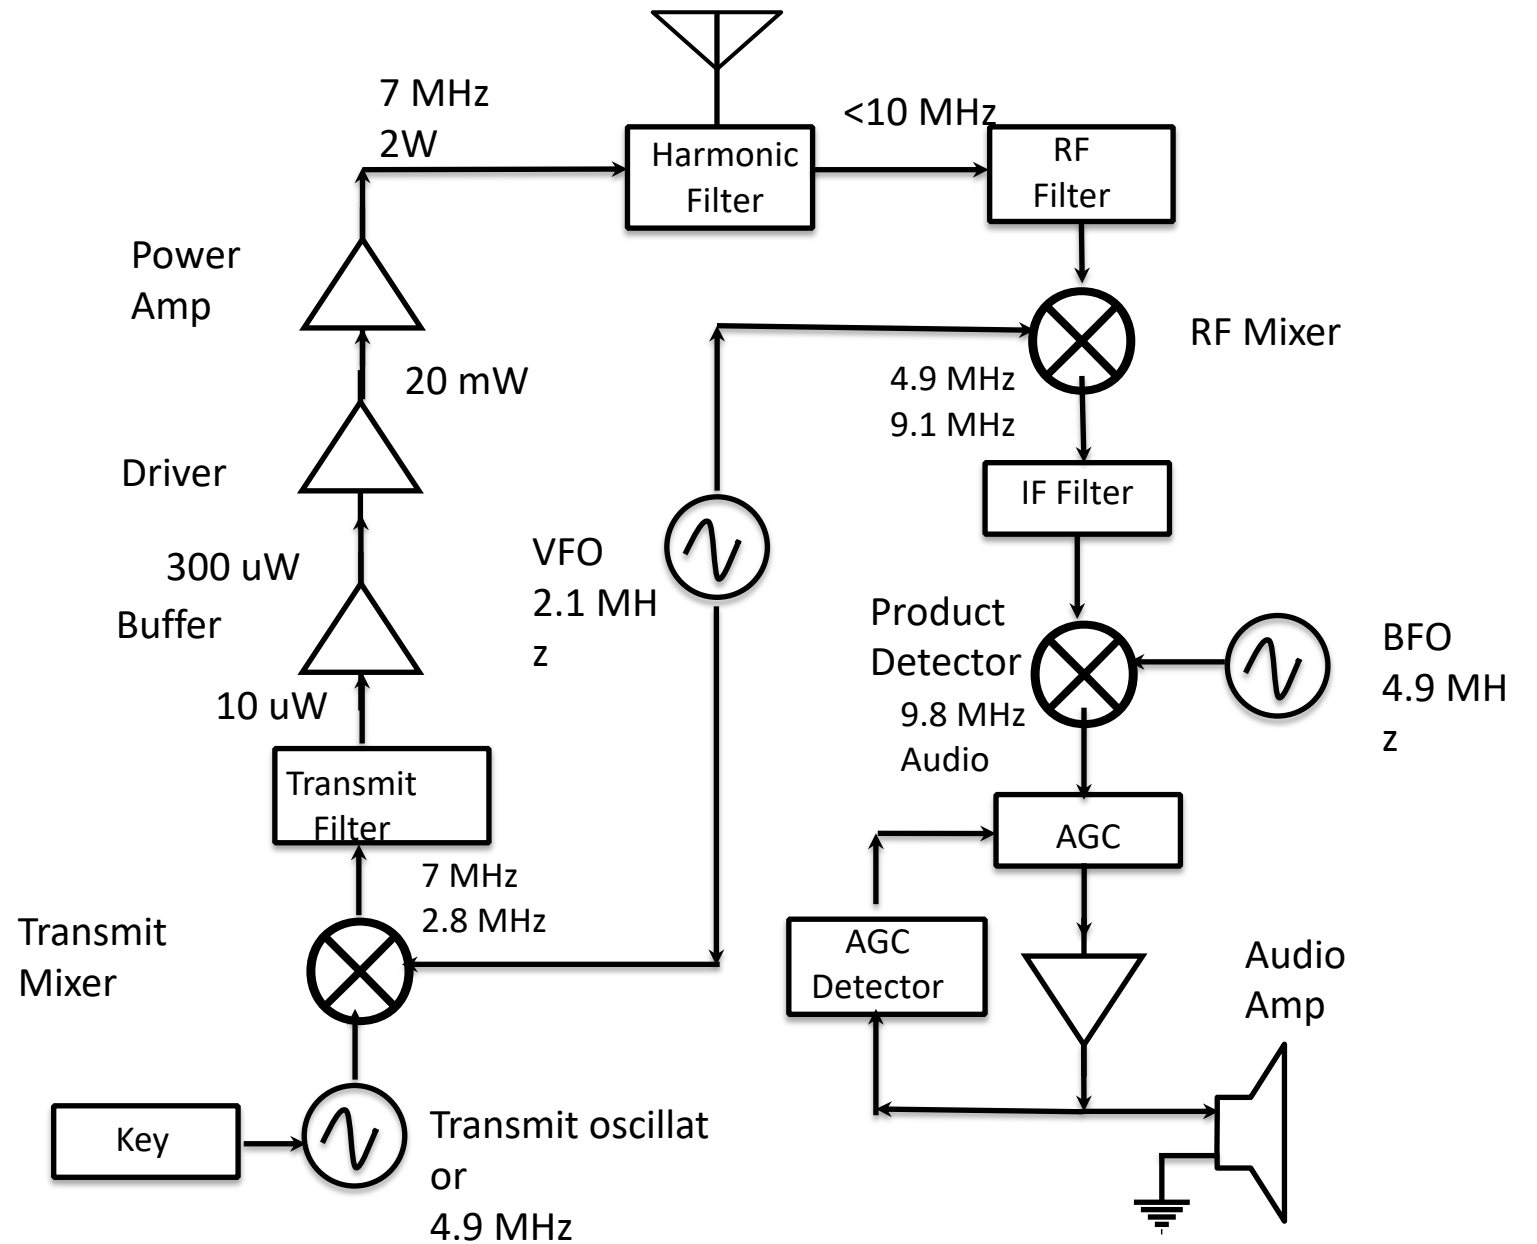 7 MHz
2W
<10 MHz
Harmonic
Filter
RF
Filter
Power
Amp
RF Mixer
20 mW
4.9 MHz
9.1 MHz
Driver
IF Filter
300 uW
VFO
2.1 MH
z
Buffer
Product
Detector
BFO
4.9 MH
z
10 uW
9.8 MHz
Audio
Transmit
Filter
AGC
7 MHz
2.8 MHz
Transmit
Mixer
AGC
Detector
Audio
Amp
Key
Transmit oscillat
or
4.9 MHz